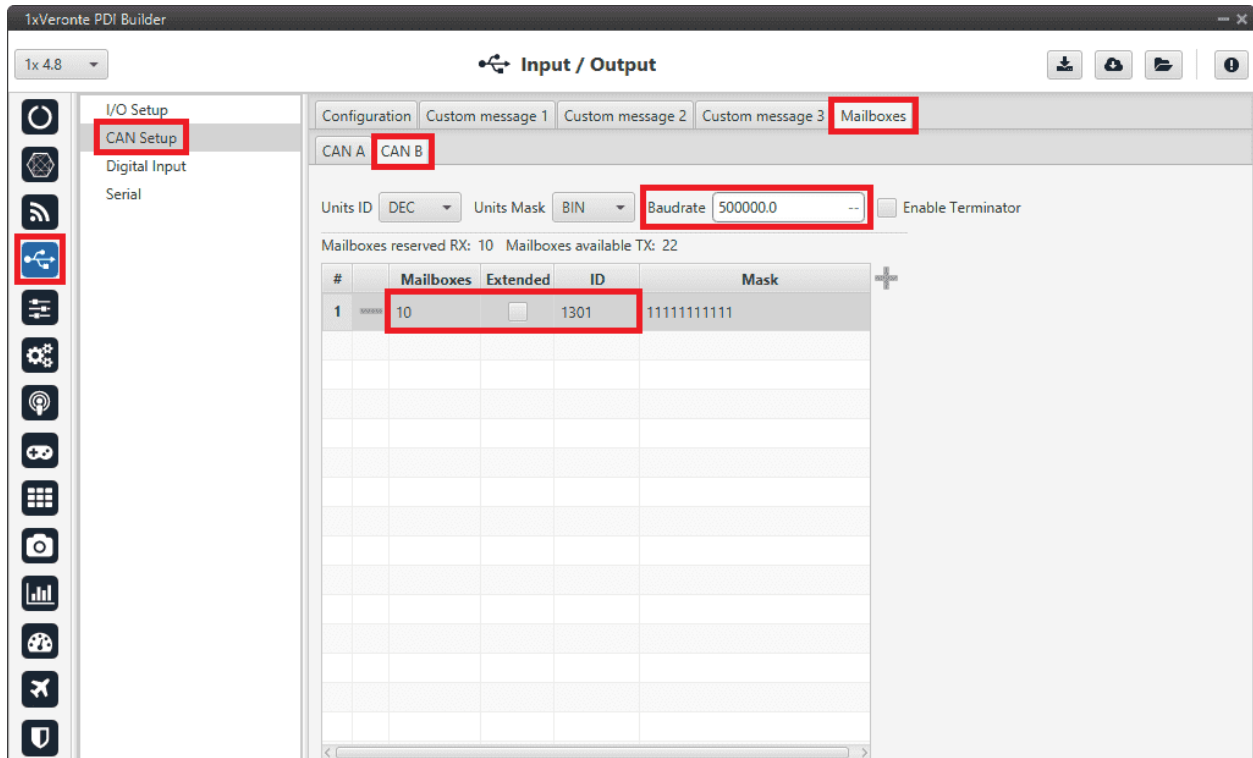 1xVeronte PDI Builder
1x 4.8
Input / Output
I/O Setup
CAN Setup
Digital Input
Serial
Configuration Custom message 1 Custom message 2 Custom message 3 Mailboxes
CAN A CAN B
Units ID DEC Units Mask BIN Baudrate 500000.0 -- Enable Terminator
Mailboxes reserved RX: 10 Mailboxes available TX: 22
# Mailboxes Extended ID Mask
1 10 1301 11111111111